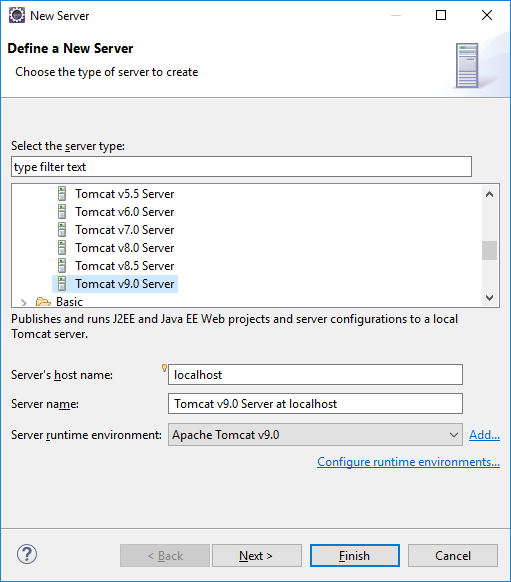 New Server
Define a New Server
Choose the type of server to create
Select the server type:
type filter text
Tomcat v5.5 Server
Tomcat v6.0 Server
Tomcat v7.0 Server
Tomcat v8.0 Server
Tomcat v8.5 Server
Tomcat v9.0 Server
Basic
Publishes and runs J2EE and Java EE Web projects and server configurations to a local
Tomcat server.
Server's host name: localhost
Server name: Tomcat v9.0 Server at localhost
Server runtime environment: Apache Tomcat v9.0 Add...
Configure runtime environments...
? < Back Next > Finish Cancel